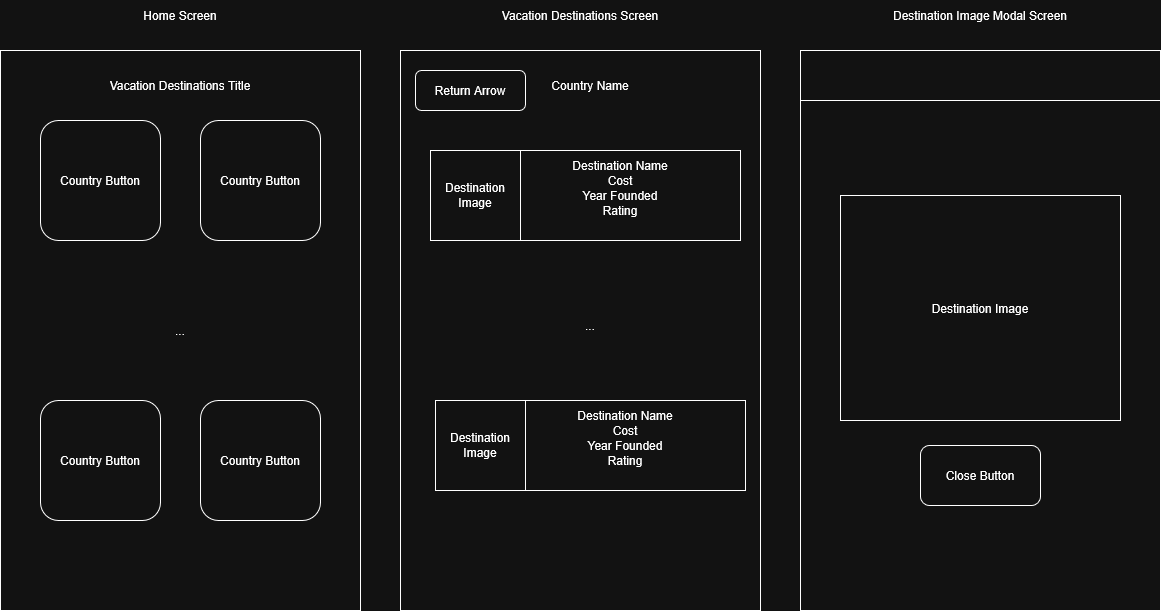 Home Screen
Vacation Destinations Title
Country Button
Country Button
...
Country Button
Country Button
Vacation Destinations Screen
Return Arrow
Country Name
Destination
Image
Destination Name
Cost
Year Founded
Rating
...
Destination
Image
Destination Name
Cost
Year Founded
Rating
Destination Image Modal Screen
Destination Image
Close Button